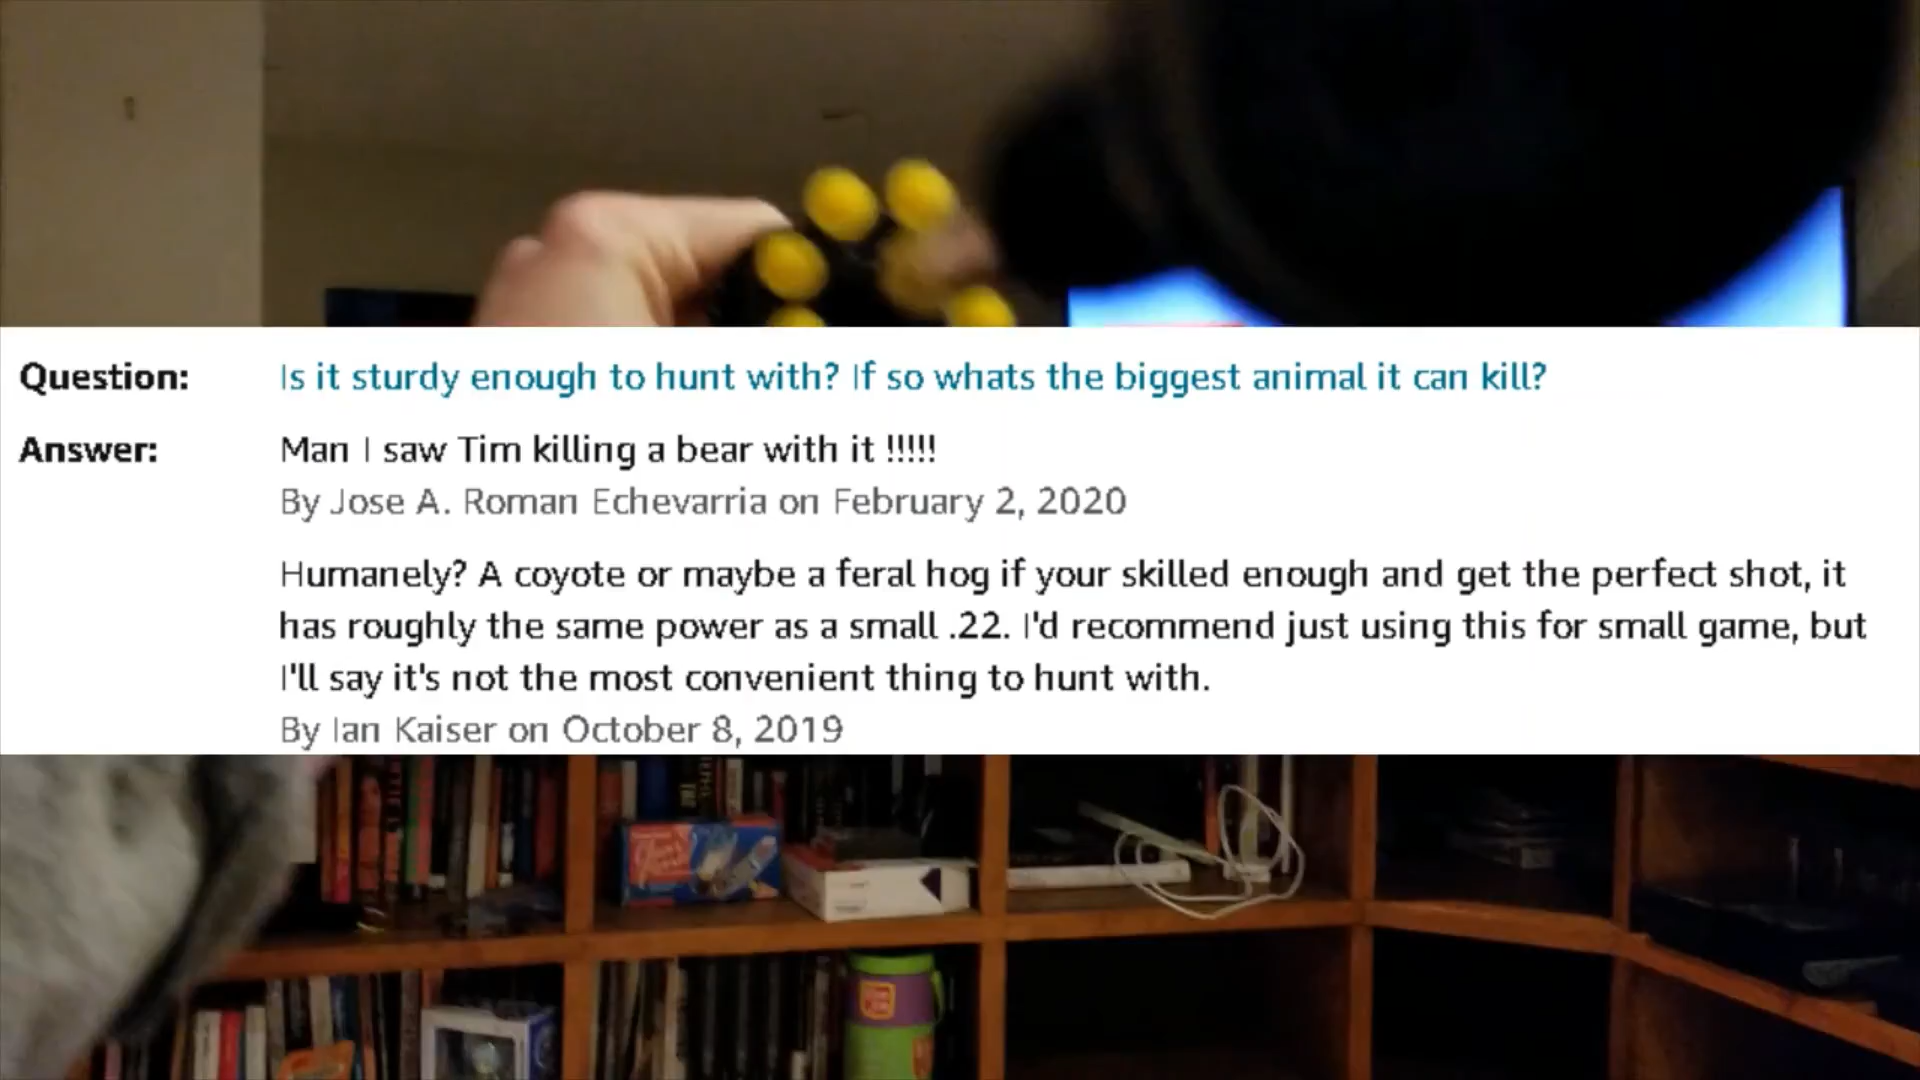 Question: Is it sturdy enough to hunt with? If so whats the biggest animal it can kill?
Answer: Man I saw Tim killing a bear with it !!!!!
By Jose A. Roman Echevarria on February 2, 2020
Humanely? A coyote or maybe a feral hog if your skilled enough and get the perfect shot, it
has roughly the same power as a small .22. I'd recommend just using this for small game, but
I'll say it's not the most convenient thing to hunt with.
By Ian Kaiser on October 8, 2019